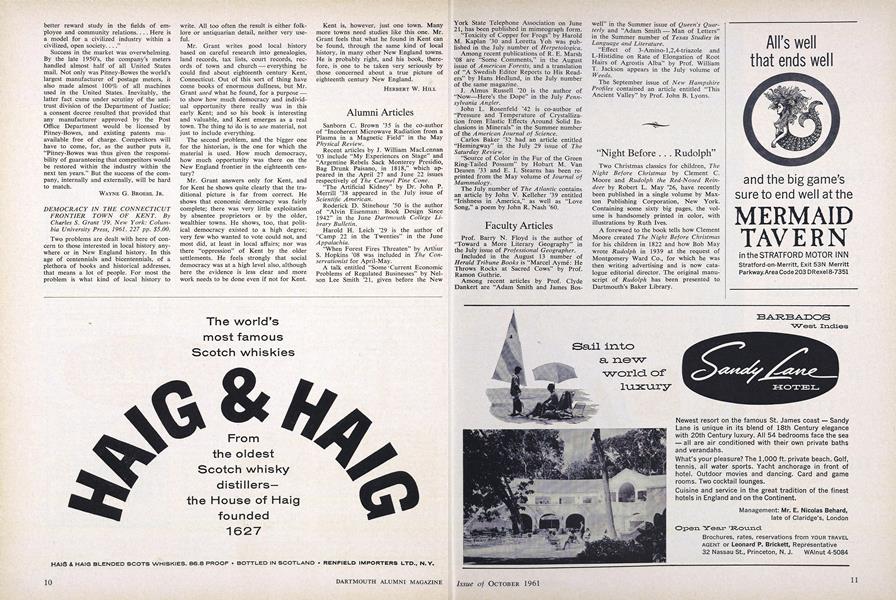 better reward study in the fields of em-
ployee and community relations. . . . Here is
a model for a civilized industry within a
civilized, open society. . . ."
Success in the market was overwhelming.
By the late 1950's, the company's meters
handled almost half of all United States
mail. Not only was Pitney-Bowes the world's
largest manufacturer of postage meters, it
also made almost 100% of all machines
used in the United States. Inevitably, the
latter fact came under scrutiny of the anti-
trust division of the Department of Justice;
a consent decree resulted that provided that
any manufacturer approved by the Post
Office Department would be licensed by
Pitney-Bowes, and existing patents made
available free of charge. Competitors will
have to come, for, as the author puts it,
"Pitney-Bowes was thus given the responsi-
bility of guaranteeing that competitors would
be restored within the industry within the
next ten years." But the success of the com-
pany, internally and externally, will be hard
to match.
WAYNE G. BROEHL JR.
DEMOCRACY IN THE CONNECTICUT
FRONTIER TOWN OF KENT. By
Charles S. Grant '39. New York: Colum-
bia University Press, 1961. 227 pp. $5.00.
Two problems are dealt with here of con-
cern to those interested in local history any-
where or in New England history. In this
age of centennials and bicentennials, of a
plethora of books and historical addresses,
that means a lot of people. For most the
problem is what kind of local history to
write. All too often the result is either folk-
lore or antiquarian detail, neither very use-
ful.
Mr. Grant writes good local history
based on careful research into genealogies,
land records, tax lists, court records, rec-
ords of town and church — everything he
could find about eighteenth century Kent,
Connecticut. Out of this sort of thing have
come books of enormous dullness, but Mr.
Grant used what he found, for a purpose —
to show how much democracy and individ-
ual opportunity there really was in this
early Kent; and so his book is interesting
and valuable, and Kent emerges as a real
town. The thing to do is to use material, not
just to include everything.
The second problem, and the bigger one
for the historian, is the one for which the
material is used. How much democracy,
how much opportunity was there on the
New England frontier in the eighteenth cen-
tury?
Mr. Grant answers only for Kent, and
for Kent he shows quite clearly that the tra-
ditional picture is far from correct. He
shows that economic democracy was fairly
complete; there was very little exploitation
by absentee proprietors or by the older,
wealthier towns. He shows, too, that politi-
cal democracy existed to a high degree;
very few who wanted to vote could not, and
most did, at least in local affairs; nor was
there "oppression" of Kent by the older
settlements. He feels strongly that social
democracy was at a high level also, although
here the evidence is less clear and more
work needs to be done even if not for Kent.
Kent is, however, just one town. Many
more towns need studies like this one. Mr.
Grant feels that what he found in Kent can
be found, through the same kind of local
history, in many other New England towns.
He is probably right, and his book, there-
fore, is one to be taken very seriously by
those concerned about a true picture of
eighteenth century New England.
HERBERT W. HILL
Alumni Articles
Sanborn C. Brown '35 is the co-author
of "Incoherent Microwave Radiation from a
Plasma in a Magnetic Field" in the May
Physical Review.
Recent articles by J. William MacLennan
'03 include "My Experiences on Stage" and
"Argentine Rebels Sack Monterey Presidio,
Bag Drunk Paisano, in 1818," which ap-
peared in the April 27 and June 22 issues
respectively of The Carmel Pine Cone.
"The Artificial Kidney" by Dr. John P.
Merrill '38 appeared in the July issue of
Scientific American.
Roderick D. Stinehour '50 is the author
of "Alvin Eisenman: Book Design Since
1942" in the June Dartmouth College Li-
brary Bulletin.
Harold H. Leich '29 is the author of
"Camp 22 in the Twenties" in the June
Appalachia.
"When Forest Fires Threaten" by Arthur
S. Hopkins '08 was included in The Con-
servationist for April-May.
A talk entitled "Some Current Economic
Problems of Regulated Businesses" by Nel-
son Lee Smith '21, given before the New
York State Telephone Association on June
21, has been published in mimeograph form.
"Toxicity of Copper for Frogs" by Harold
M. Kaplan '30 and Loretta Yoh was pub-
lished in the July number of Herpetologica.
Among recent publications of R. E. Marsh
'08 are "Some Comments," in the August
issue of American Forests, and a translation
of "A Swedish Editor Reports to His Read-
ers" by Hans Hedlund, in the July number
of the same magazine.
J. Almus Russell '20 is the author of
"Now—Here's the Dope" in the July Penn-
sylvania Angler.
John L. Rosenfeld '42 is co-author of
"Pressure and Temperature of Crystalliza-
tion from Elastic Effects Around Solid In-
clusions in Minerals" in the Summer number
of the American Journal of Science.
Carlos Baker '32 had an article entitled
"Hemingway" in the July 29 issue of The
Saturday Review.
"Source of Color in the Fur of the Green
Ring-Tailed Possum" by Hobart M. Van
Deusen '33 and E. I. Stearns has been re-
printed from the May volume of Journal of
Mammalogy.
The July number of The Atlantic contains
an article by John V. Kelleher '39 entitled
"Irishness in America," as well as "Love
Song," a poem by John R. Nash '60.
Faculty Articles
Prof. Barry N. Floyd is the author of
"Toward a More Literary Geography" in
the July issue of Professional Geographer.
Included in the August 13 number of
Herald Tribune Books is "Marcel Aymé: He
Throws Rocks at Sacred Cows" by Prof.
Ramon Guthrie.
Among recent articles by Prof. Clyde
Dankert are "Adam Smith and James Bos-
well" in the Summer issue of Queen's Quar-
terly and "Adam Smith — Man of Letters"
in the Summer number of Texas Studies in
Language and Literature.
"Effect of 3-Amino-1,2,4-triazole and
L-Histidine on Rate of Elongation of Root
Hairs of Agrostis Alba" by Prof. William
T. Jackson appears in the July volume of
Weeds.
The September issue of New Hampshire
Profiles contained an article entitled "This
Ancient Valley" by Prof. John B. Lyons.
"Night Before . . . Rudolph"
Two Christmas classics for children, The
Night Before Christmas by Clement C.
Moore and Rudolph the Red-Nosed Rein-
deer by Robert L. May '26, have recently
been published in a single volume by Max-
ton Publishing Corporation, New York.
Containing some sixty big pages, the vol-
ume is handsomely printed in color, with
illustrations by Ruth Ives.
A foreword to the book tells how Clement
Moore created The Night Before Christmas
for his children in 1822 and how Bob May
wrote Rudolph in 1939 at the request of
Montgomery Ward Co., for which he was
then writing advertising and is now cata-
logue editorial director. The original manu-
script of Rudolph has been presented to
Dartmouth's Baker Library.
All's well
that ends well
and the big game's
sure to end well at the
MERMAID
TAVERN
in the STRATFORD MOTOR INN
Stratford-on-Merritt, Exit 53N Merritt
Parkway. Area Code 203 DRexel 8-7351
The world's
most famous
Scotch whiskies
HAIG & HAIG
From
the oldest
Scotch whisky
distillers—
the House of Haig
founded
1627
HAIG & HAIG BLENDED SCOTS WHISKIES. 86.8 PROOF • BOTTLED IN SCOTLAND • RENFIELD IMPORTERS LTD., N.Y.
Sail into
a new
world of
luxury
BARBADOS
West Indies
Sandy Lane
HOTEL
Newest resort on the famous St. James coast — Sandy
Lane is unique in its blend of 18th Century elegance
with 20th Century luxury. All 54 bedrooms face the sea
— all are air conditioned with their own private baths
and verandahs.
What's your pleasure? The 1,000 ft. private beach. Golf,
tennis, all water sports. Yacht anchorage in front of
hotel. Outdoor movies and dancing. Card and game
rooms. Two cocktail lounges.
Cuisine and service in the great tradition of the finest
hotels in England and on the Continent.
Management: Mr. E. Nicolas Behard,
late of Claridge's, London
Open Year 'Round
Brochures, rates, reservations from YOUR TRAVEL
AGENT or Leonard P. Brickett, Representative
32 Nassau St., Princeton, N. J. WAlnut 4-5084
10
DARTMOUTH ALUMNI MAGAZINE
Issue of OCTOBER 1961
11